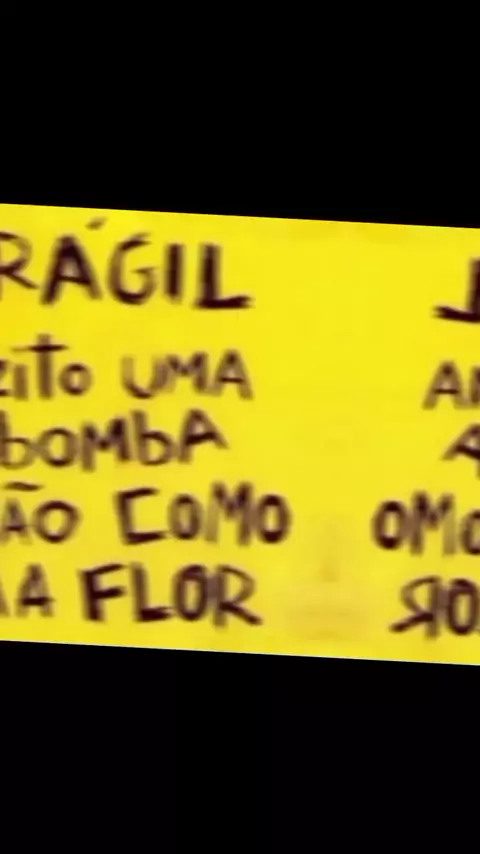 RÁGIL
zito UMA
bomba
ÃO COMO
A FLOR